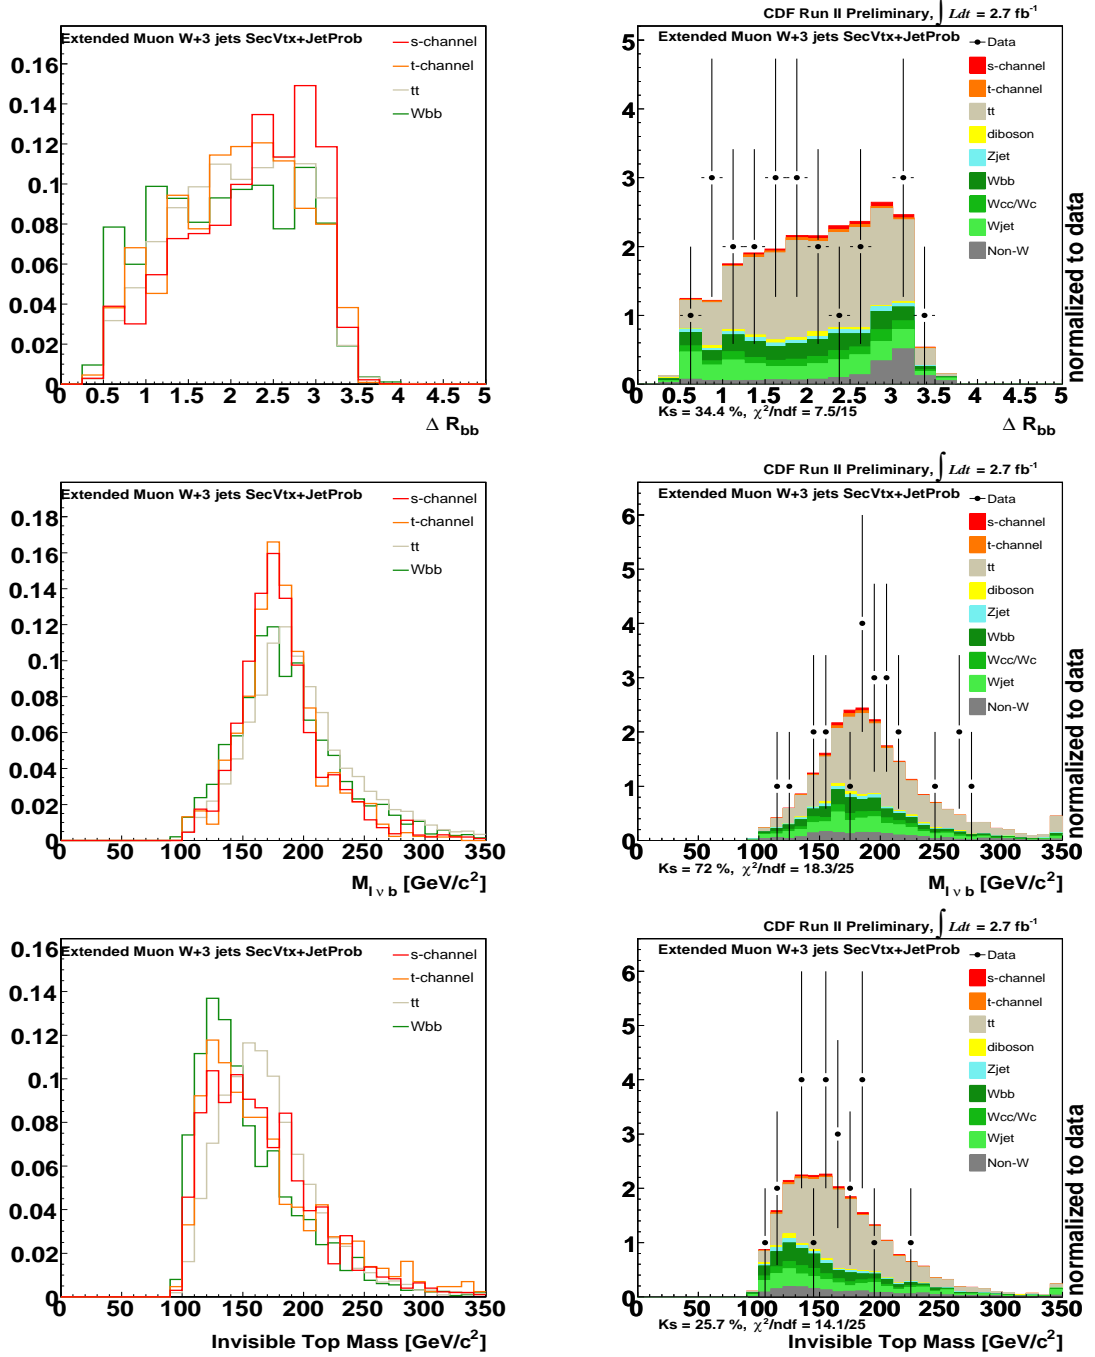 Extended Muon W+3 jets SecVtx+JetProb
s-channel
t-channel
tt
Wbb
0.16
0.14
0.12
0.1
0.08
0.06
0.04
0.02
0
0 0.5 1 1.5 2 2.5 3 3.5 4 4.5 5
Δ R_bb
CDF Run II Preliminary, ∫ Ldt = 2.7 fb⁻¹
Extended Muon W+3 jets SecVtx+JetProb
Data
s-channel
t-channel
tt
diboson
Zjet
Wbb
Wcc/Wc
Wjet
Non-W
5
4
3
2
1
0
0 0.5 1 1.5 2 2.5 3 3.5 4 4.5 5
Ks = 34.4 %, χ²/ndf = 7.5/15
Δ R_bb
normalized to data
Extended Muon W+3 jets SecVtx+JetProb
s-channel
t-channel
tt
Wbb
0.18
0.16
0.14
0.12
0.1
0.08
0.06
0.04
0.02
0
0 50 100 150 200 250 300 350
M_l ν b [GeV/c²]
CDF Run II Preliminary, ∫ Ldt = 2.7 fb⁻¹
Extended Muon W+3 jets SecVtx+JetProb
Data
s-channel
t-channel
tt
diboson
Zjet
Wbb
Wcc/Wc
Wjet
Non-W
6
5
4
3
2
1
0
0 50 100 150 200 250 300 350
Ks = 72 %, χ²/ndf = 18.3/25
M_l ν b [GeV/c²]
normalized to data
Extended Muon W+3 jets SecVtx+JetProb
s-channel
t-channel
tt
Wbb
0.16
0.14
0.12
0.1
0.08
0.06
0.04
0.02
0
0 50 100 150 200 250 300 350
Invisible Top Mass [GeV/c²]
CDF Run II Preliminary, ∫ Ldt = 2.7 fb⁻¹
Extended Muon W+3 jets SecVtx+JetProb
Data
s-channel
t-channel
tt
diboson
Zjet
Wbb
Wcc/Wc
Wjet
Non-W
6
5
4
3
2
1
0
0 50 100 150 200 250 300 350
Ks = 25.7 %, χ²/ndf = 14.1/25
Invisible Top Mass [GeV/c²]
normalized to data